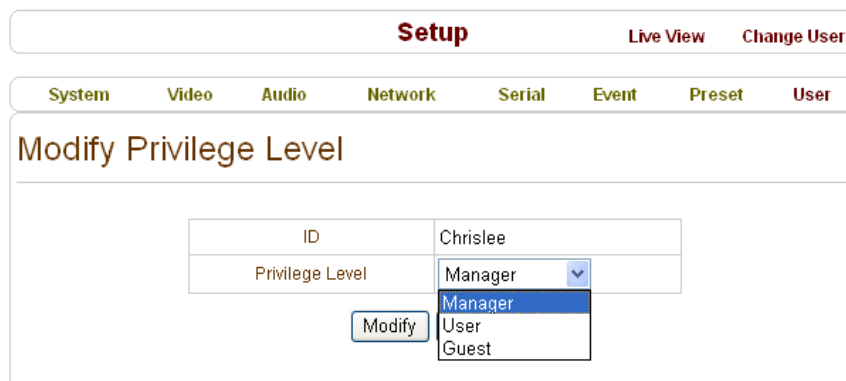 Setup Live View Change User
System Video Audio Network Serial Event Preset User
Modify Privilege Level
ID Chrislee
Privilege Level Manager
Manager
Modify User
Guest